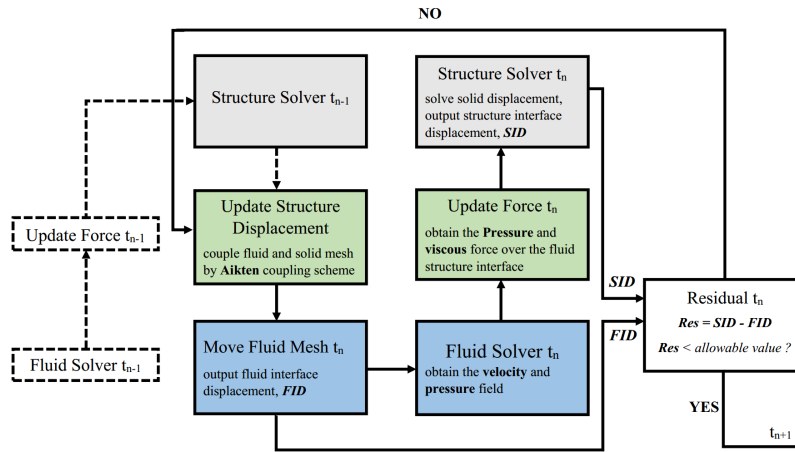 NO
Structure Solver tn-1
Structure Solver tn
solve solid displacement,
output structure interface
displacement, SID
Update Structure
Displacement
couple fluid and solid mesh
by Aikten coupling scheme
Update Force tn
obtain the Pressure and
viscous force over the fluid
structure interface
Update Force tn-1
SID
FID
Residual tn
Res = SID - FID
Res < allowable value ?
Fluid Solver tn-1
Move Fluid Mesh tn
output fluid interface
displacement, FID
Fluid Solver tn
obtain the velocity and
pressure field
YES
tn+1